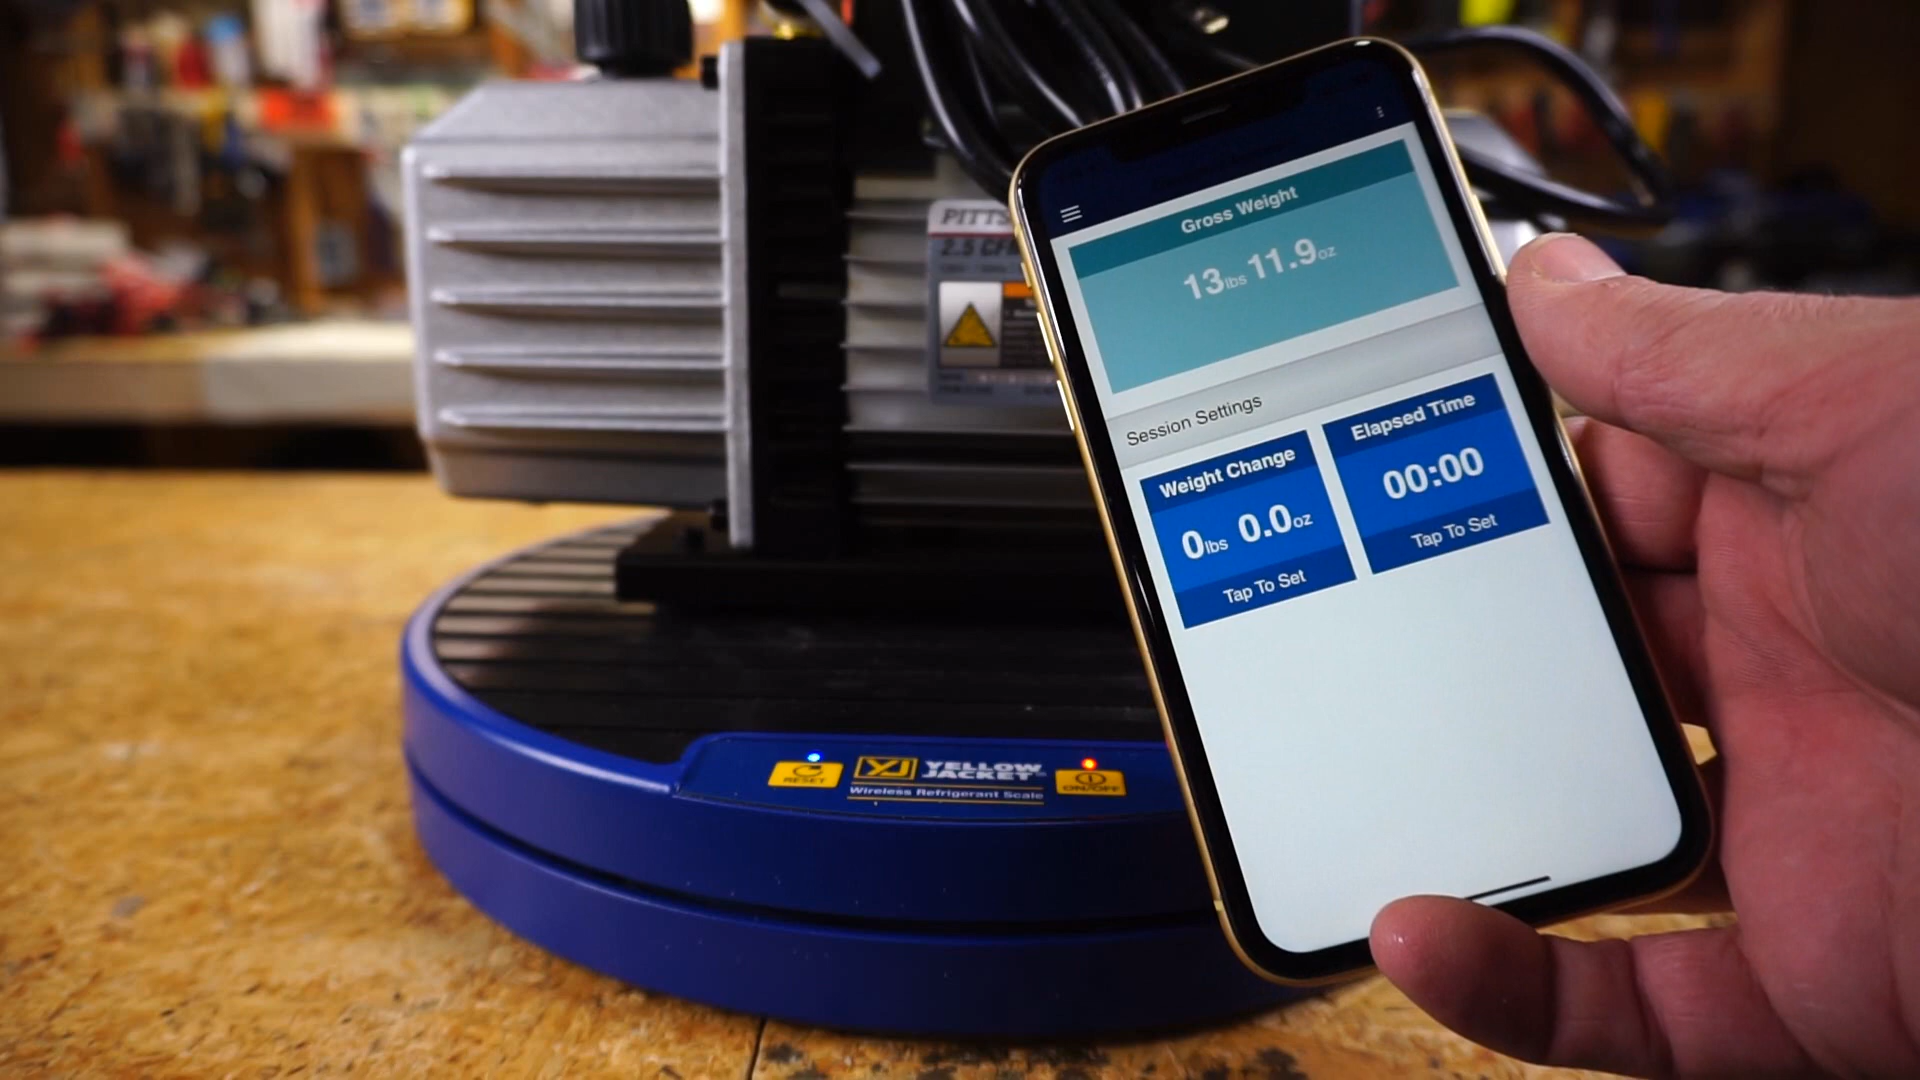 PITTS
2.5 CFM
Gross Weight
13lbs 11.9oz
Session Settings
Weight Change
0lbs 0.0oz
Tap To Set
Elapsed Time
00:00
Tap To Set
RESET
YJ YELLOW JACKET
Wireless Refrigerant Scale
ON/OFF